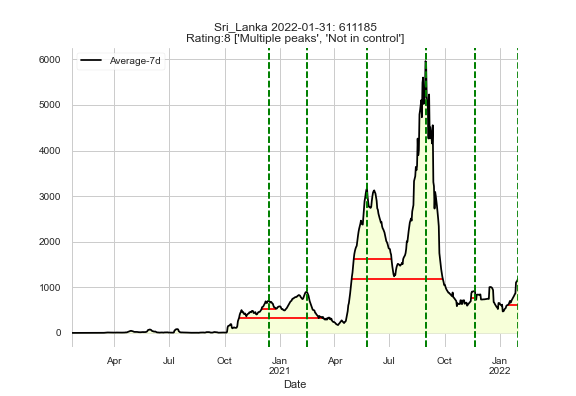 Sri_Lanka 2022-01-31: 611185
Rating:8 ['Multiple peaks', 'Not in control']
Average-7d
6000
5000
4000
3000
2000
1000
0
Apr Jul Oct Jan Apr Jul Oct Jan
2021 2022
Date